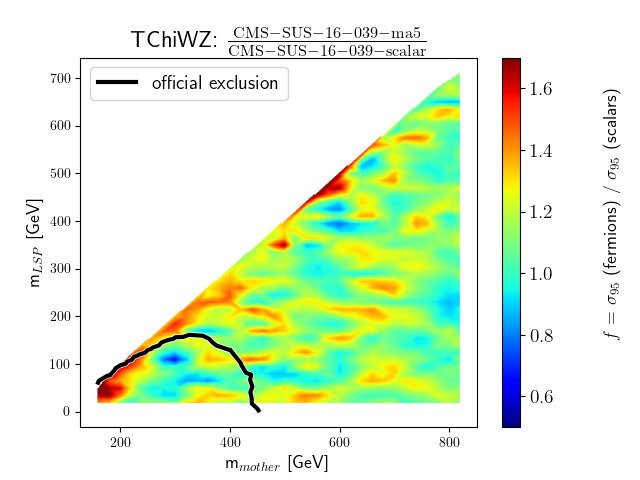 TChiWZ: CMS−SUS−16−039−ma5
CMS−SUS−16−039−scalar
official exclusion
700
600
500
400
300
200
100
0
m_LSP [GeV]
200 400 600 800
m_mother [GeV]
1.6
1.4
1.2
1.0
0.8
0.6
f = σ₉₅ (fermions) / σ₉₅ (scalars)